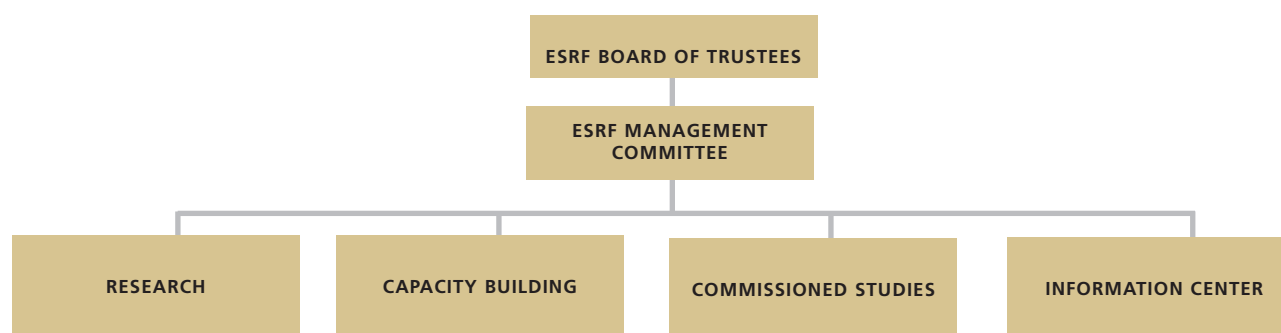 ESRF BOARD OF TRUSTEES
ESRF MANAGEMENT
COMMITTEE
RESEARCH
CAPACITY BUILDING
COMMISSIONED STUDIES
INFORMATION CENTER